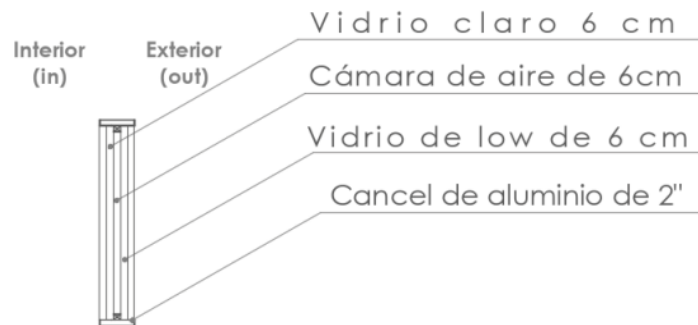 Vidrio claro 6 cm
Interior
(in)
Exterior
(out)
Cámara de aire de 6cm
Vidrio de low de 6 cm
Cancel de aluminio de 2"